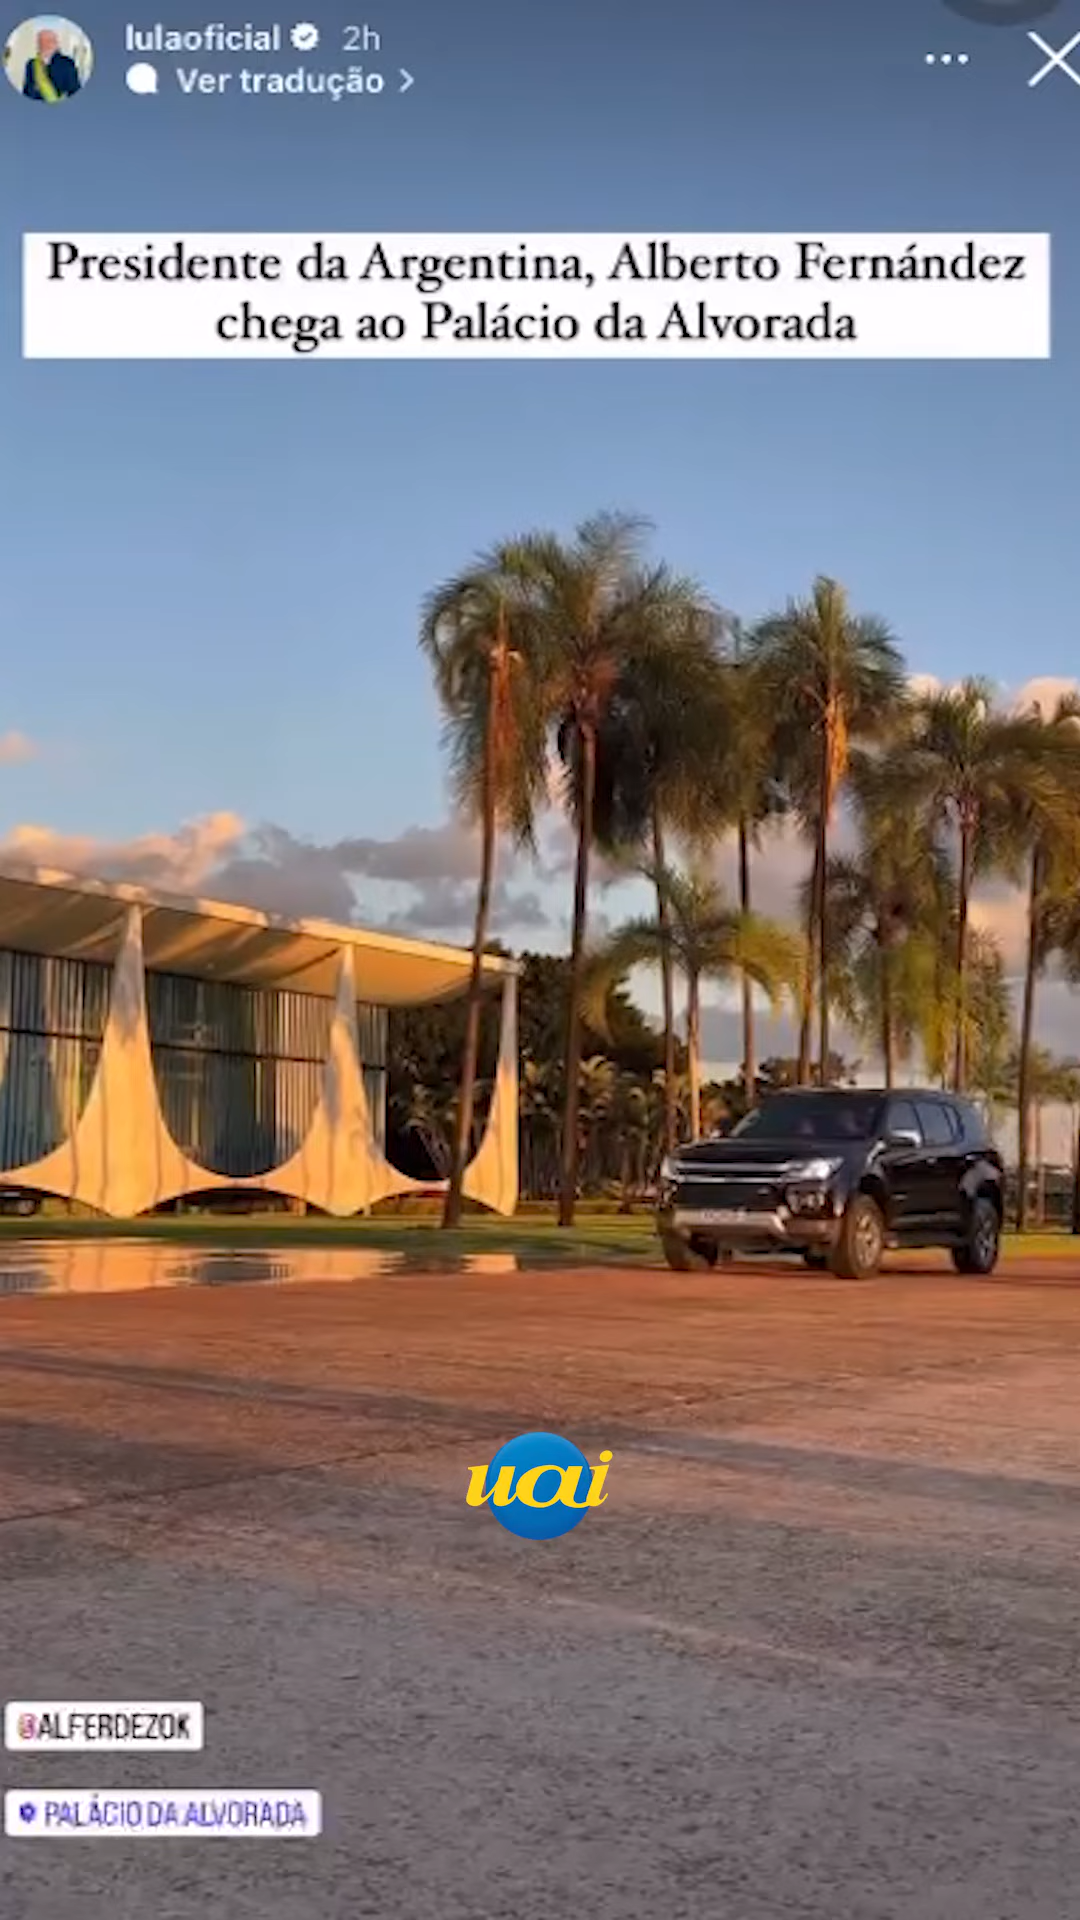 lulaoficial 2h
Ver tradução
Presidente da Argentina, Alberto Fernández
chega ao Palácio da Alvorada
uai
@ALFERDEZOK
PALÁCIO DA ALVORADA